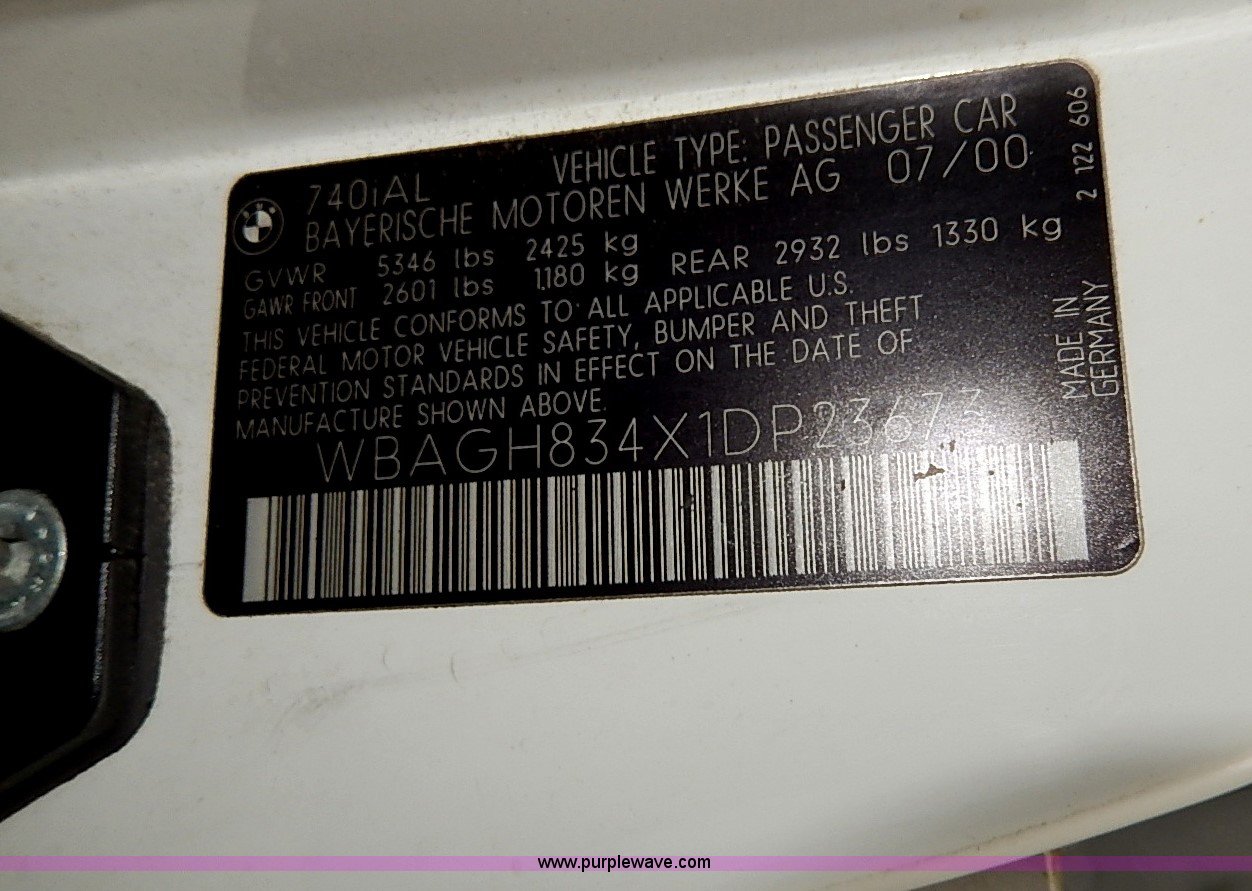 740iAL VEHICLE TYPE: PASSENGER CAR
BAYERISCHE MOTOREN WERKE AG 07/00
GVWR 5346 lbs 2425 kg
GAWR FRONT 2601 lbs 1180 kg REAR 2932 lbs 1330 kg
THIS VEHICLE CONFORMS TO ALL APPLICABLE U.S.
FEDERAL MOTOR VEHICLE SAFETY, BUMPER AND THEFT
PREVENTION STANDARDS IN EFFECT ON THE DATE OF
MANUFACTURE SHOWN ABOVE.
WBAGH834X1DP23673
2 122 606
MADE IN
GERMANY
www.purplewave.com